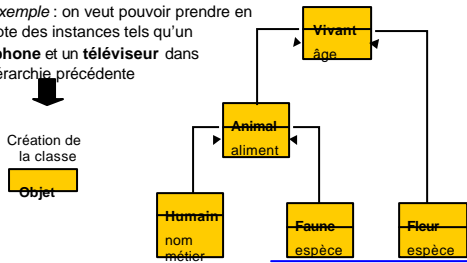 xemple : on veut pouvoir prendre en
ote des instances tels qu'un
phone et un téléviseur dans
érarchie précédente
Création de
la classe
Objet
Vivant
âge
Animal
aliment
Humain
nom
métier
Faune
espèce
Fleur
espèce